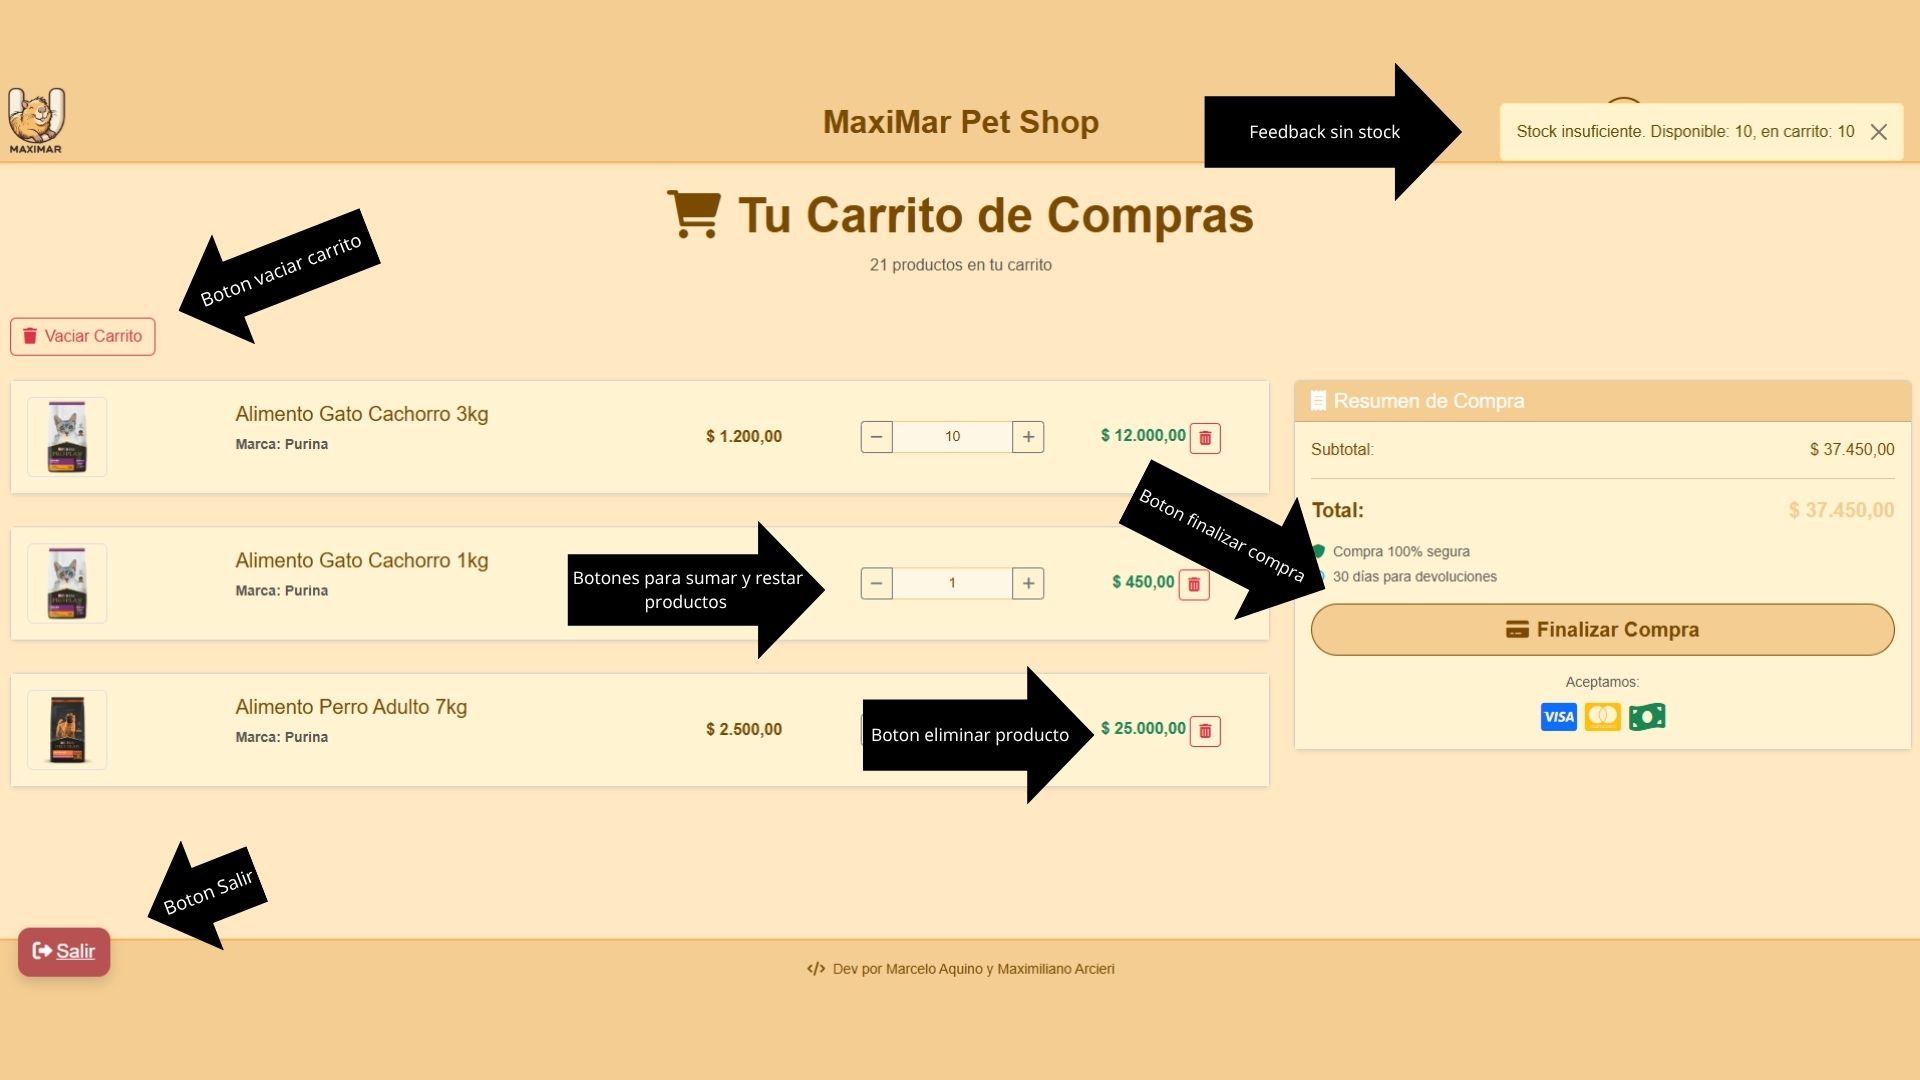 MAXIMAR
MaxiMar Pet Shop
Feedback sin stock
Stock insuficiente. Disponible: 10, en carrito: 10
Tu Carrito de Compras
21 productos en tu carrito
Boton vaciar carrito
Vaciar Carrito
Alimento Gato Cachorro 3kg
Marca: Purina
$ 1.200,00
10
$ 12.000,00
Alimento Gato Cachorro 1kg
Marca: Purina
Botones para sumar y restar
productos
1
$ 450,00
Alimento Perro Adulto 7kg
Marca: Purina
$ 2.500,00
Boton eliminar producto
$ 25.000,00
Resumen de Compra
Subtotal:
$ 37.450,00
Total:
$ 37.450,00
Boton finalizar compra
Compra 100% segura
30 días para devoluciones
Finalizar Compra
Aceptamos:
VISA
Boton Salir
Salir
</> Dev por Marcelo Aquino y Maximiliano Arcieri